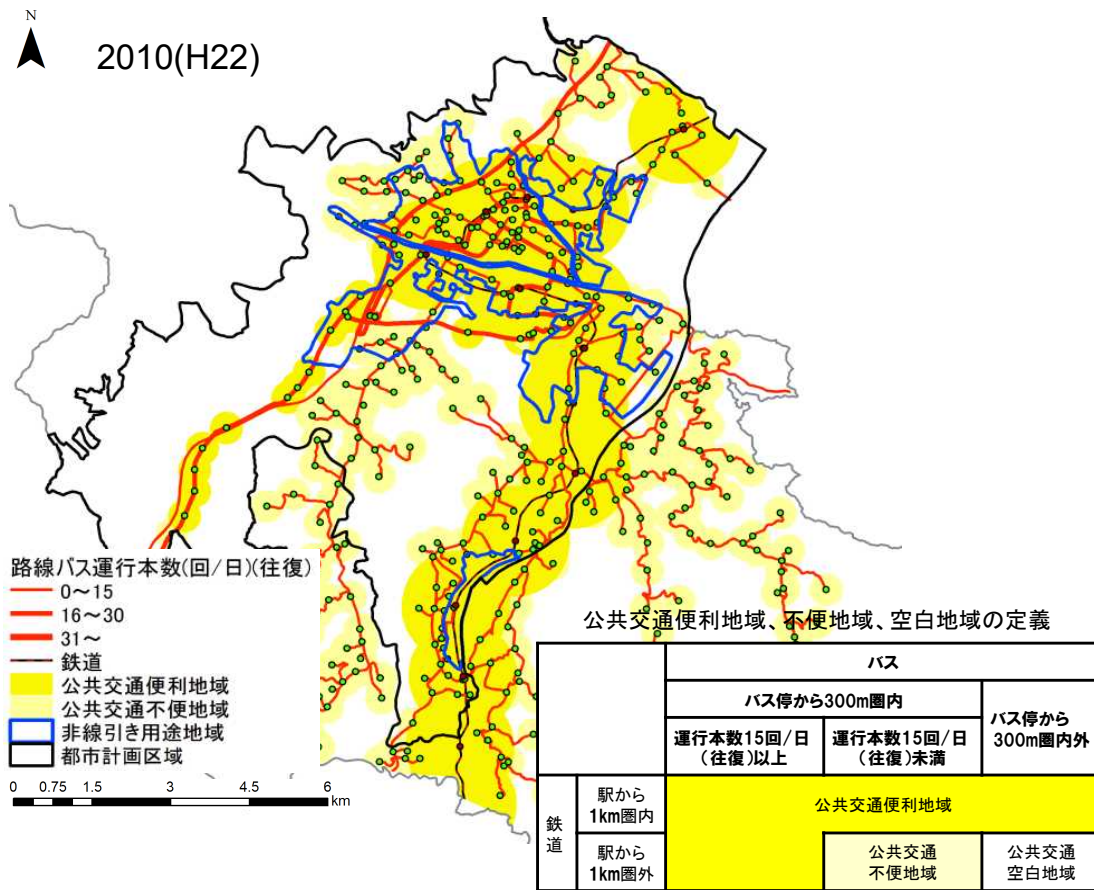 N
2010(H22)
路線バス運行本数(回/日)(往復)
0～15
16～30
31～
鉄道
公共交通便利地域
公共交通不便地域
非線引き用途地域
都市計画区域
0 0.75 1.5 3 4.5 6
km
公共交通便利地域、不便地域、空白地域の定義
バス
バス停から300m圏内
バス停から
300m圏内外
運行本数15回/日
(往復)以上
運行本数15回/日
(往復)未満
鉄道
駅から
1km圏内
公共交通便利地域
駅から
1km圏外
公共交通
不便地域
公共交通
空白地域